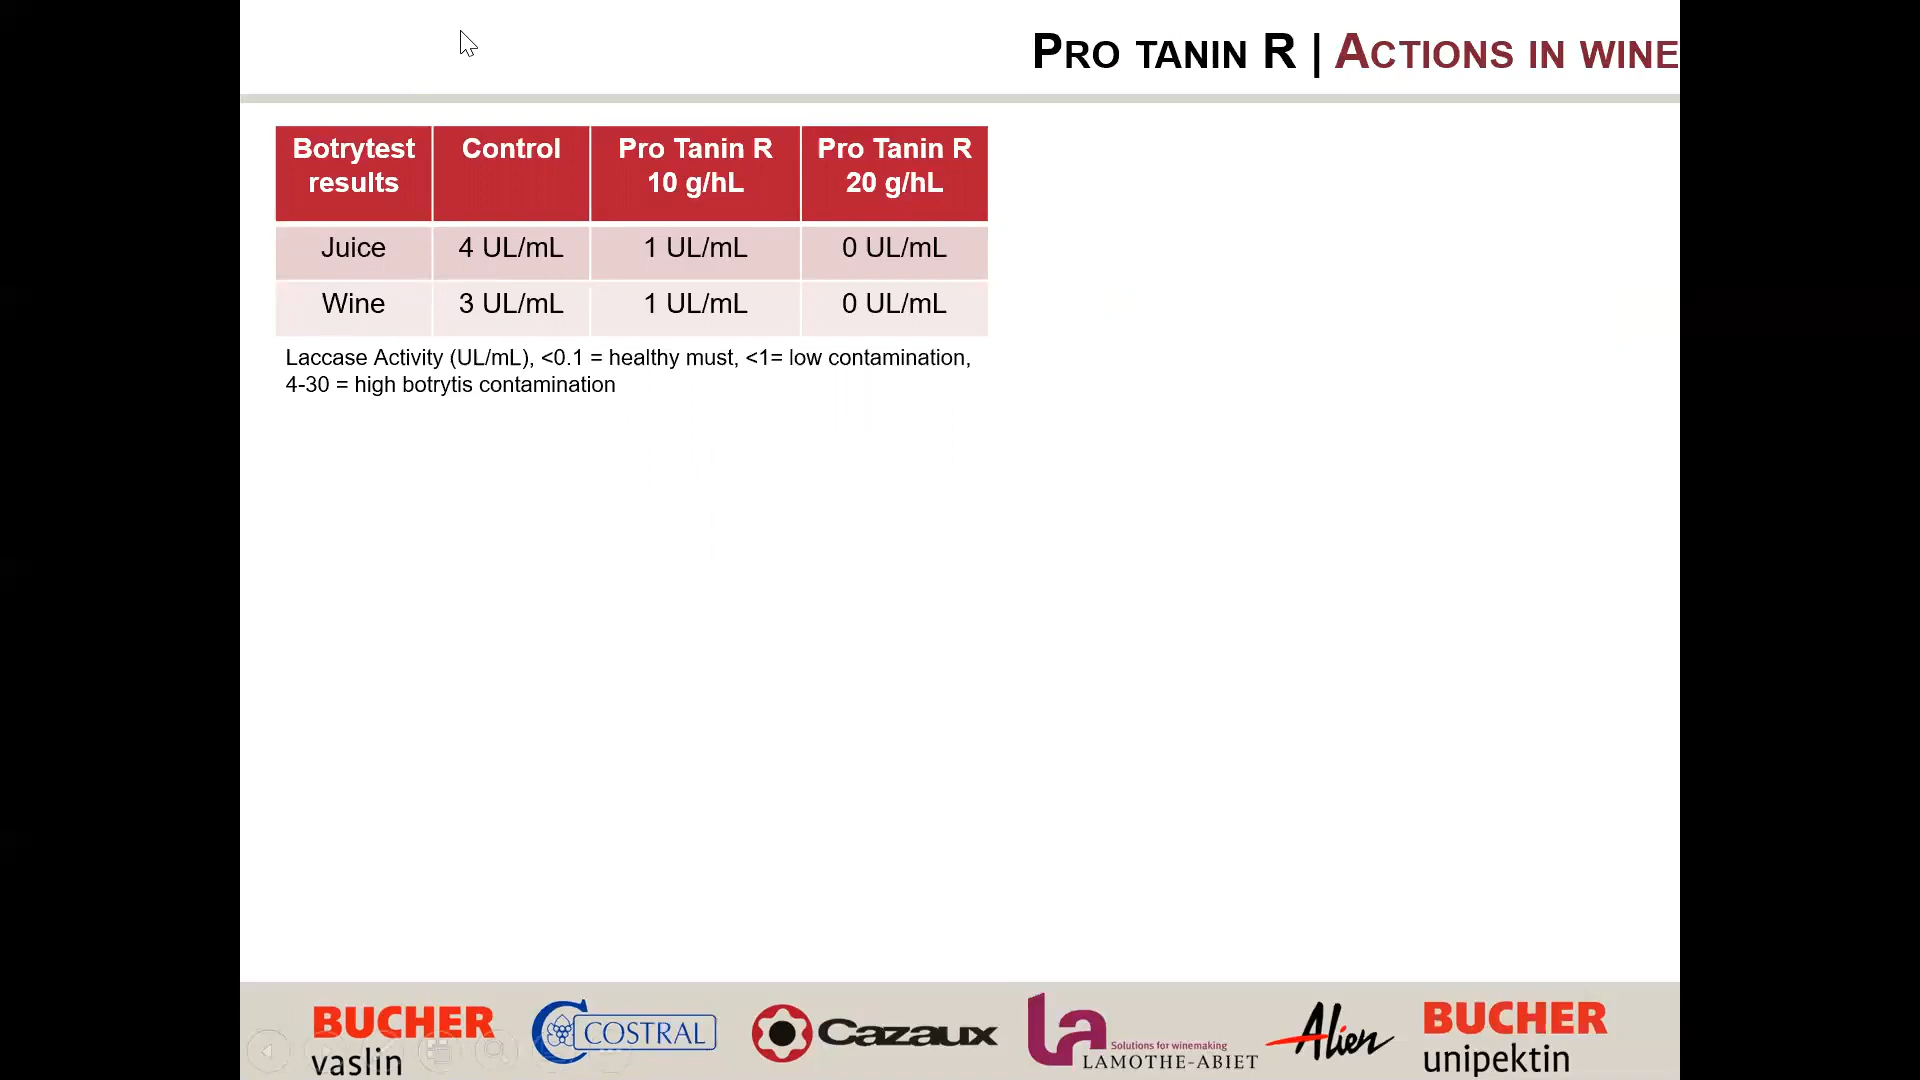 PRO TANIN R | ACTIONS IN WINE
Botrytest results Control Pro Tanin R 10 g/hL Pro Tanin R 20 g/hL
Juice 4 UL/mL 1 UL/mL 0 UL/mL
Wine 3 UL/mL 1 UL/mL 0 UL/mL
Laccase Activity (UL/mL), <0.1 = healthy must, <1= low contamination,
4-30 = high botrytis contamination
BUCHER
vaslin
COSTRAL
Cazaux
La
Solutions for winemaking
LAMOTHE-ABIET
Alien
BUCHER
unipektin